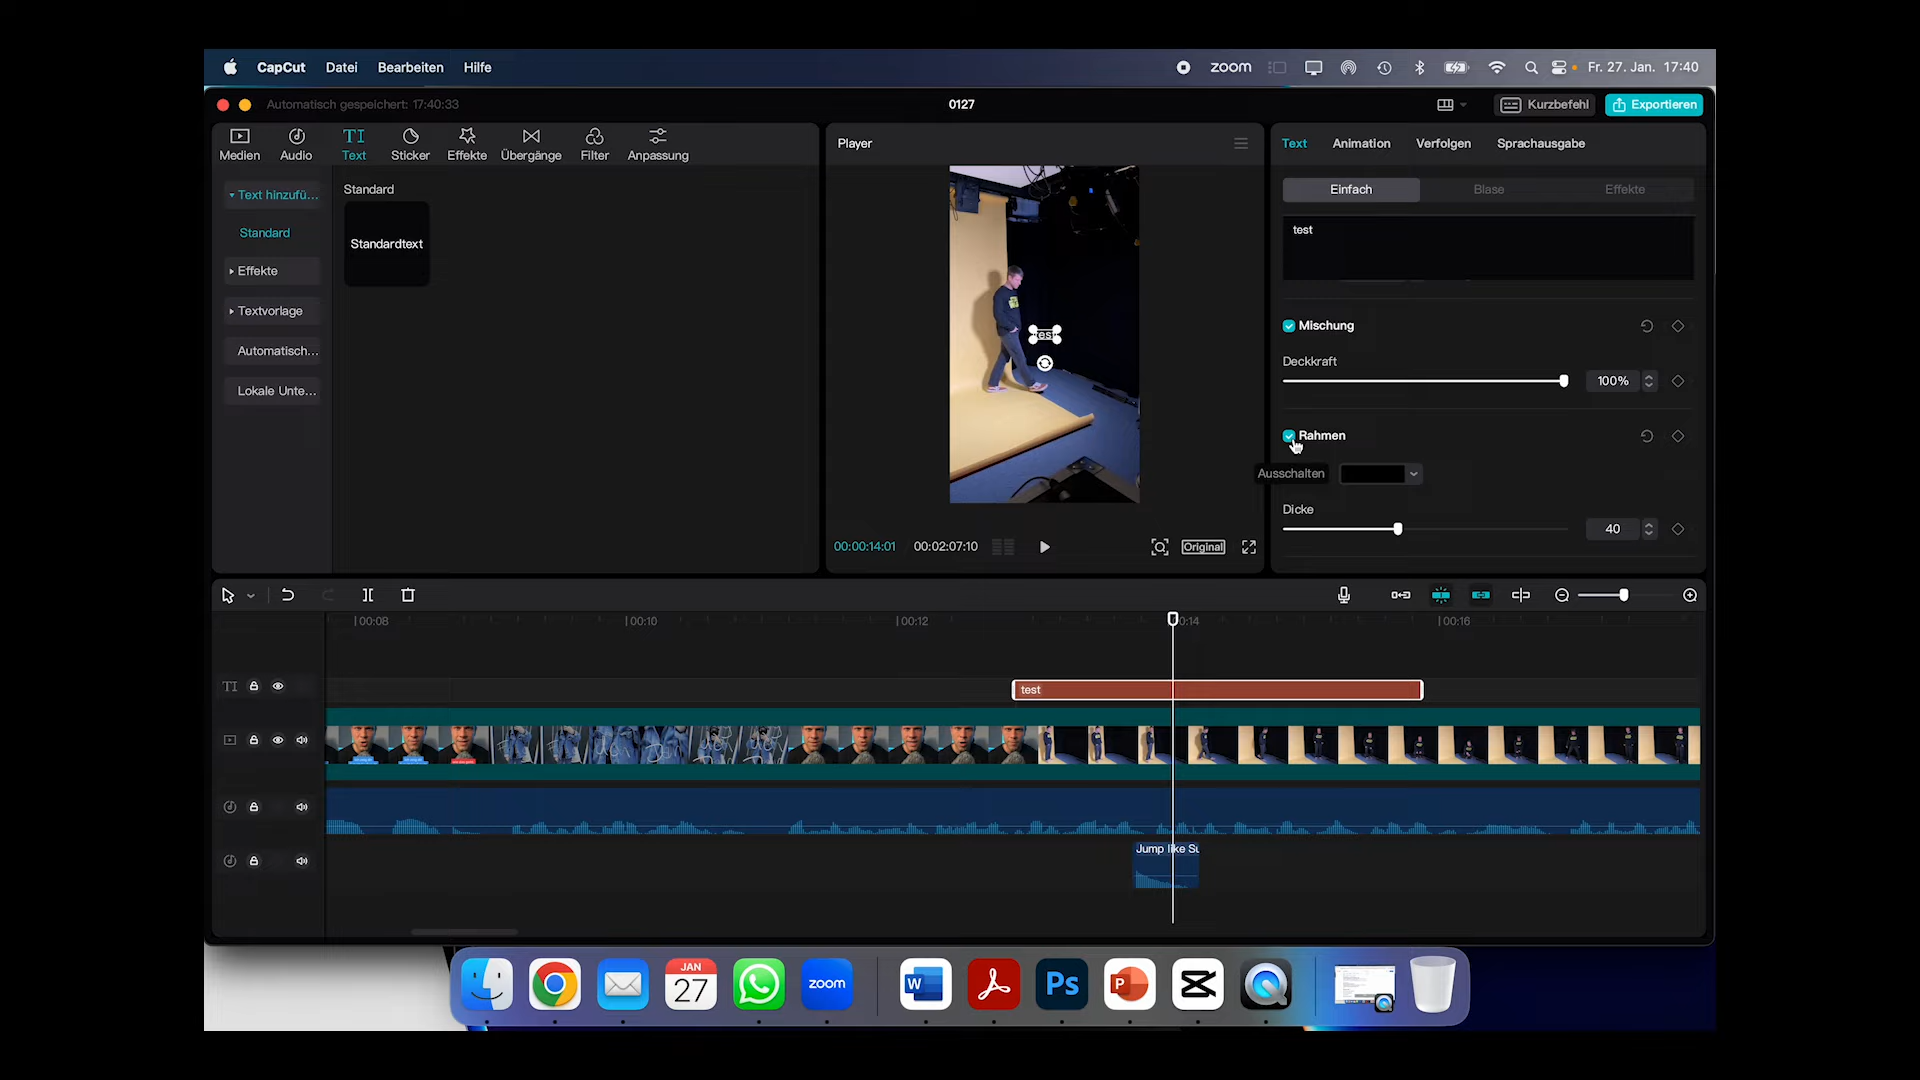 CapCut Datei Bearbeiten Hilfe zoom Fr. 27. Jan. 17:40
Automatisch gespeichert: 17:40:33 0127 Kurzbefehl Exportieren
Medien Audio Text Sticker Effekte Übergänge Filter Anpassung
Text hinzufü...
Standard
Effekte
Textvorlage
Automatisch...
Lokale Unte...
Standard
Standardtext
Player
00:00:14:01 00:02:07:10 Original
Text Animation Verfolgen Sprachausgabe
Einfach Blase Effekte
test
Mischung
Deckkraft
100%
Rahmen
Ausschalten
Dicke
40
00:08 00:10 00:12 00:14 00:16
TI test
Jump like Su
JAN
27
zoom
W
Ps
P